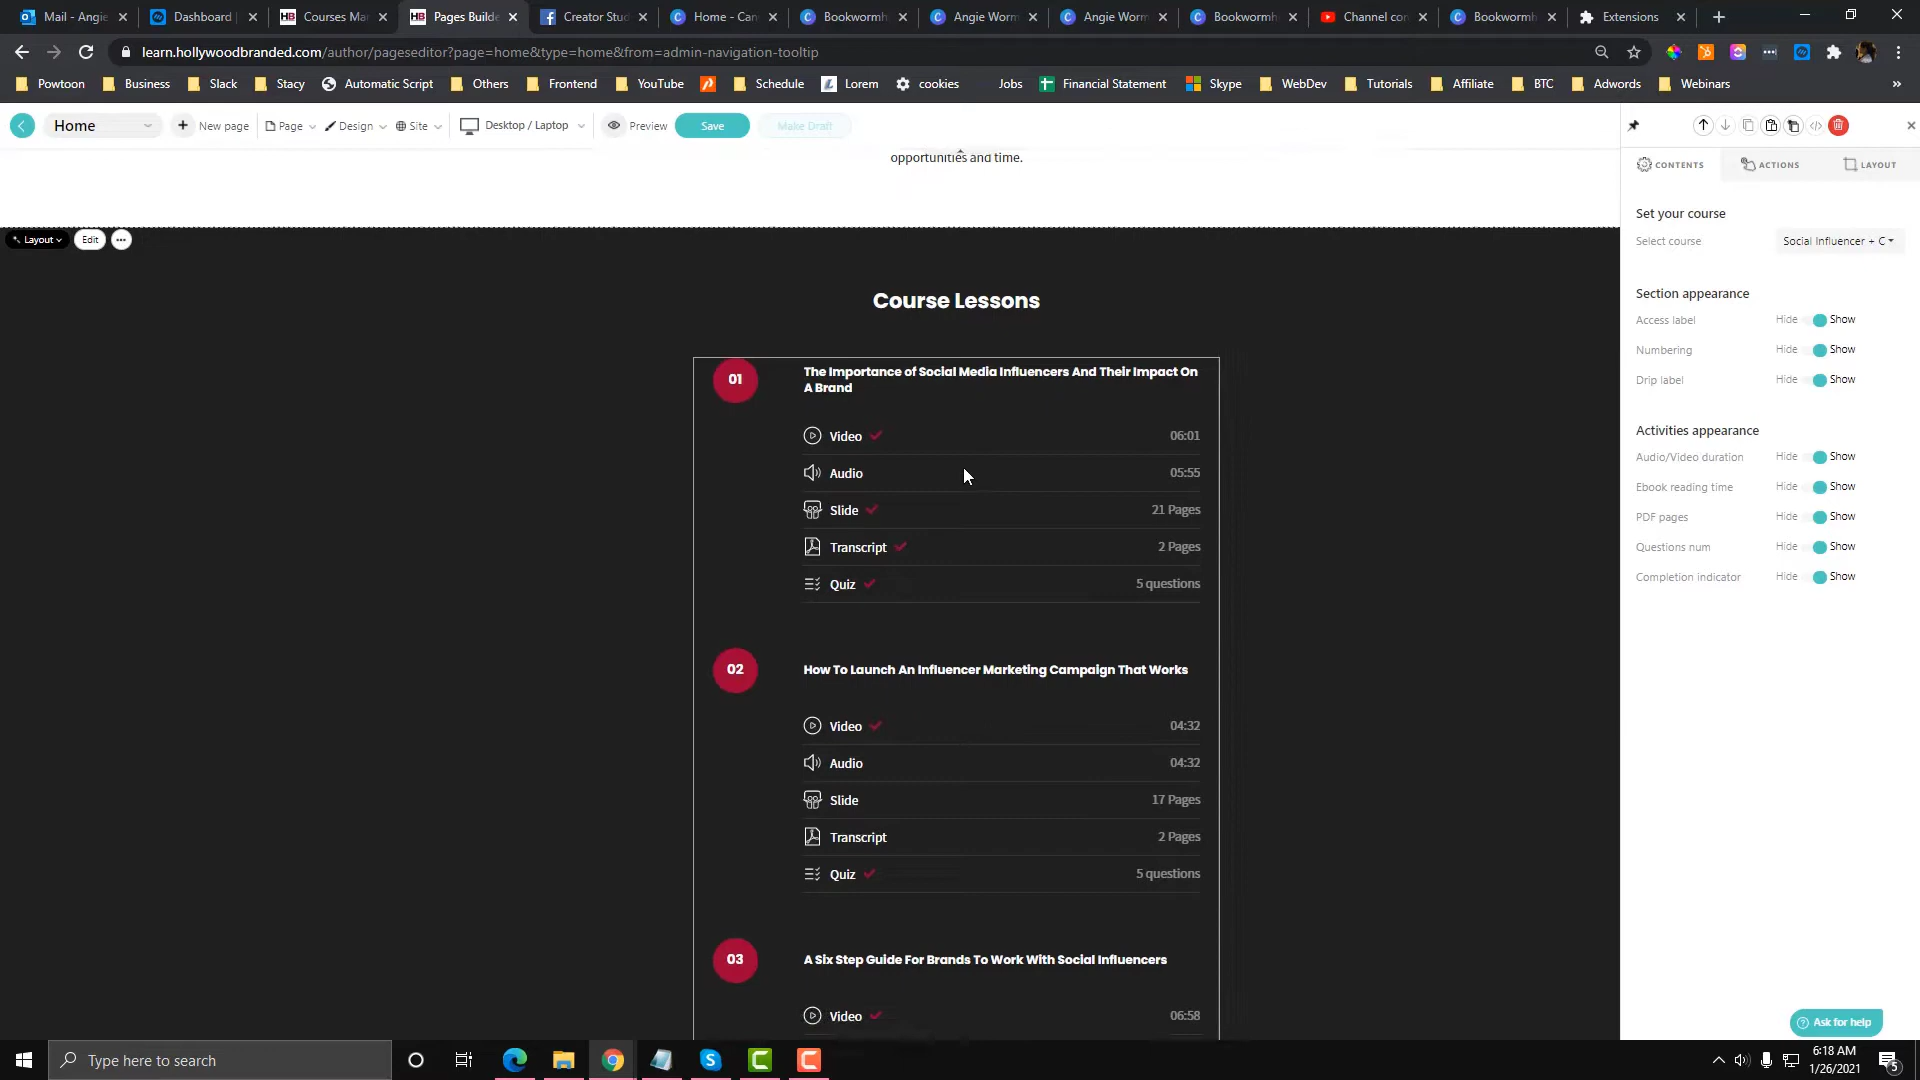 Mail - Angie
Dashboard |
HB Courses Mar
HB Pages Builde
Creator Stud
Home - Can
Bookwormh
Angie Worm
Angie Worm
Bookwormh
Channel con
Bookwormh
Extensions
learn.hollywoodbranded.com/author/pageseditor?page=home&type=home&from=admin-navigation-tooltip
Powtoon
Business
Slack
Stacy
Automatic Script
Others
Frontend
YouTube
Schedule
Lorem
cookies
Jobs
Financial Statement
Skype
WebDev
Tutorials
Affiliate
BTC
Adwords
Webinars
»
Home
New page
Page
Design
Site
Desktop / Laptop
Preview
Save
Make Draft
opportunities and time.
Layout
Edit
Course Lessons
01
The Importance of Social Media Influencers And Their Impact On
A Brand
Video 06:01
Audio 05:55
Slide 21 Pages
Transcript 2 Pages
Quiz 5 questions
02
How To Launch An Influencer Marketing Campaign That Works
Video 04:32
Audio 04:32
Slide 17 Pages
Transcript 2 Pages
Quiz 5 questions
03
A Six Step Guide For Brands To Work With Social Influencers
Video 06:58
CONTENTS
ACTIONS
LAYOUT
Set your course
Select course Social Influencer + C
Section appearance
Access label Hide Show
Numbering Hide Show
Drip label Hide Show
Activities appearance
Audio/Video duration Hide Show
Ebook reading time Hide Show
PDF pages Hide Show
Questions num Hide Show
Completion indicator Hide Show
Ask for help
Type here to search
6:18 AM
1/26/2021
5